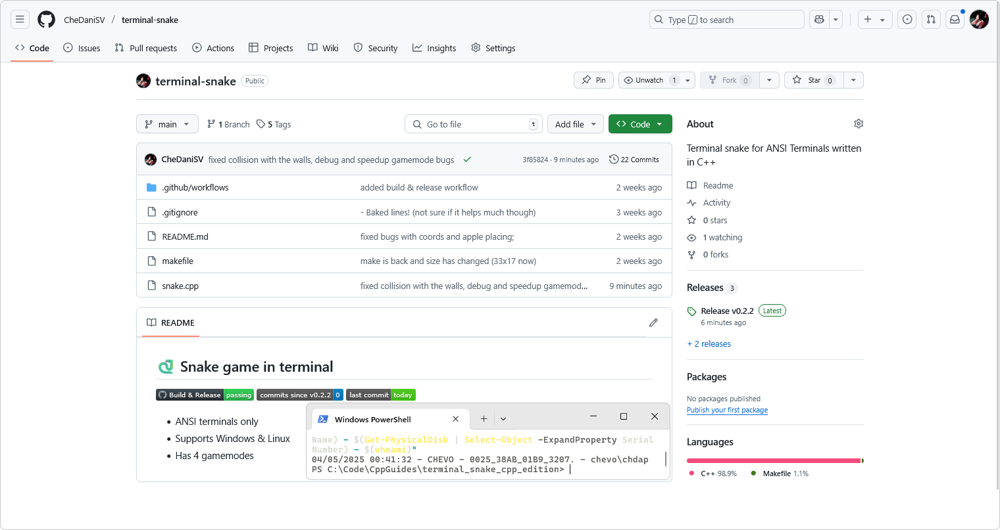 CheDaniSV / terminal-snake
Type / to search
Code Issues Pull requests Actions Projects Wiki Security Insights Settings
terminal-snake Public
Pin Unwatch 1 Fork 0 Star 0
main 1 Branch 5 Tags
Go to file t Add file Code
CheDaniSV fixed collision with the walls, debug and speedup gamemode bugs 3f85824 · 9 minutes ago 22 Commits
.github/workflows added build & release workflow 2 weeks ago
.gitignore - Baked lines! (not sure if it helps much though) 3 weeks ago
README.md fixed bugs with coords and apple placing; 2 weeks ago
makefile make is back and size has changed (33x17 now) 2 weeks ago
snake.cpp fixed collision with the walls, debug and speedup gamemod... 9 minutes ago
README
Snake game in terminal
Build & Release passing commits since v0.2.2 0 last commit today
• ANSI terminals only
• Supports Windows & Linux
• Has 4 gamemodes
Windows PowerShell
Name) - $(Get-PhysicalDisk | Select-Object -ExpandProperty Serial
Number) - $(whoami)"
04/05/2025 00:41:32 - CHEVO - 0025_38AB_01B9_3207. - chevo\chdap
PS C:\Code\CppGuides\terminal_snake_cpp_edition>
About
Terminal snake for ANSI Terminals written
in C++
Readme
Activity
0 stars
1 watching
0 forks
Releases 3
Release v0.2.2 Latest
6 minutes ago
+ 2 releases
Packages
No packages published
Publish your first package
Languages
C++ 98.9% Makefile 1.1%